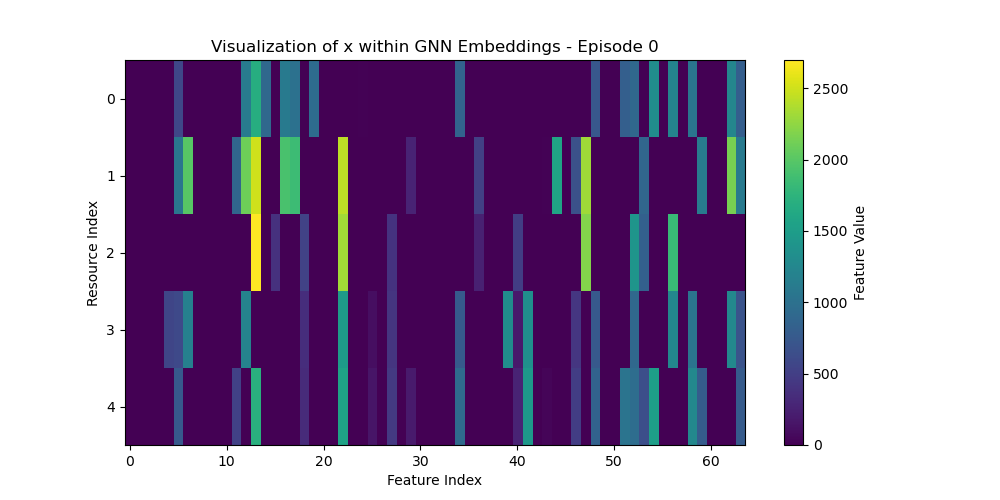 Visualization of x within GNN Embeddings - Episode 0
Resource Index
0
1
2
3
4
0 10 20 30 40 50 60
Feature Index
2500
2000
1500
1000
500
0
Feature Value